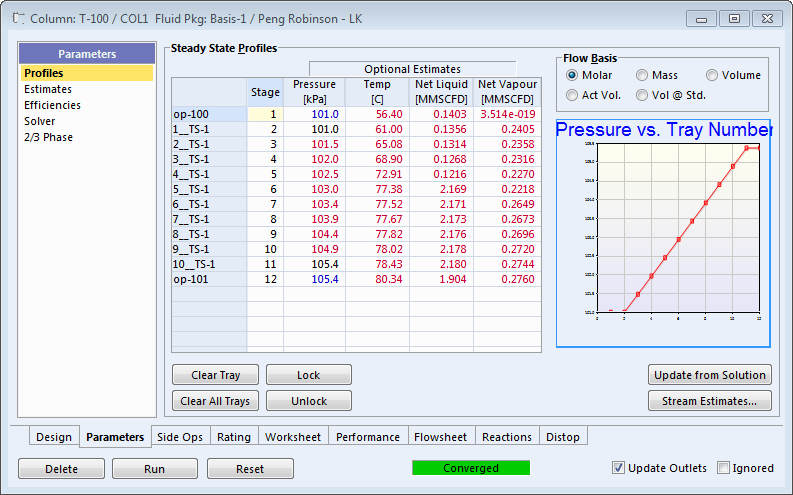 Column: T-100 / COL1 Fluid Pkg: Basis-1 / Peng Robinson - LK
Parameters
Profiles
Estimates
Efficiencies
Solver
2/3 Phase
Steady State Profiles
Optional Estimates
Stage Pressure [kPa] Temp [C] Net Liquid [MMSCFD] Net Vapour [MMSCFD]
op-100 1 101.0 56.40 0.1403 3.514e-019
1__TS-1 2 101.0 61.00 0.1356 0.2405
2__TS-1 3 101.5 65.08 0.1314 0.2358
3__TS-1 4 102.0 68.90 0.1268 0.2316
4__TS-1 5 102.5 72.91 0.1216 0.2270
5__TS-1 6 103.0 77.38 2.169 0.2218
6__TS-1 7 103.4 77.52 2.171 0.2649
7__TS-1 8 103.9 77.67 2.173 0.2673
8__TS-1 9 104.4 77.82 2.176 0.2696
9__TS-1 10 104.9 78.02 2.178 0.2720
10__TS-1 11 105.4 78.43 2.180 0.2744
op-101 12 105.4 80.34 1.904 0.2760
Flow Basis
Molar Mass Volume
Act Vol. Vol @ Std.
Pressure vs. Tray Number
0 2 4 6 8 10 12
Clear Tray Lock Update from Solution
Clear All Trays Unlock Stream Estimates...
Design Parameters Side Ops Rating Worksheet Performance Flowsheet Reactions Distop
Delete Run Reset Converged Update Outlets Ignored